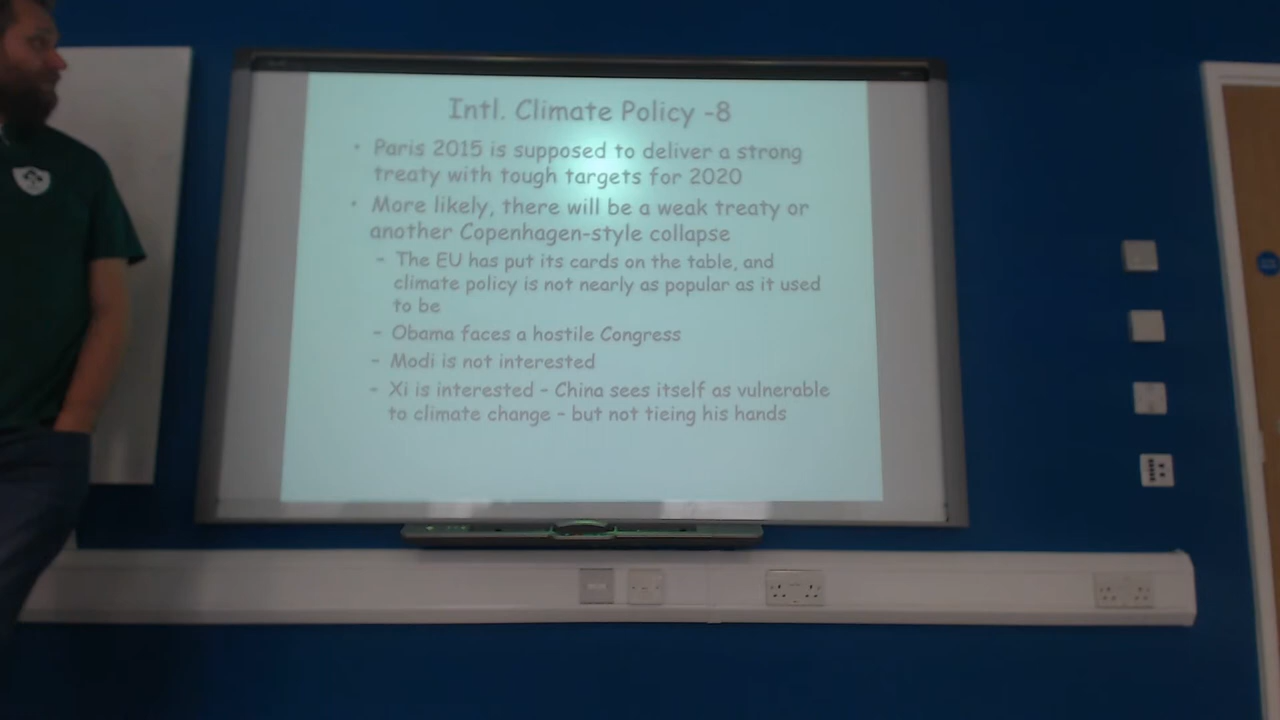 Intl. Climate Policy -8
• Paris 2015 is supposed to deliver a strong
treaty with tough targets for 2020
• More likely, there will be a weak treaty or
another Copenhagen-style collapse
- The EU has put its cards on the table, and
climate policy is not nearly as popular as it used
to be
- Obama faces a hostile Congress
- Modi is not interested
- Xi is interested - China sees itself as vulnerable
to climate change - but not tieing his hands